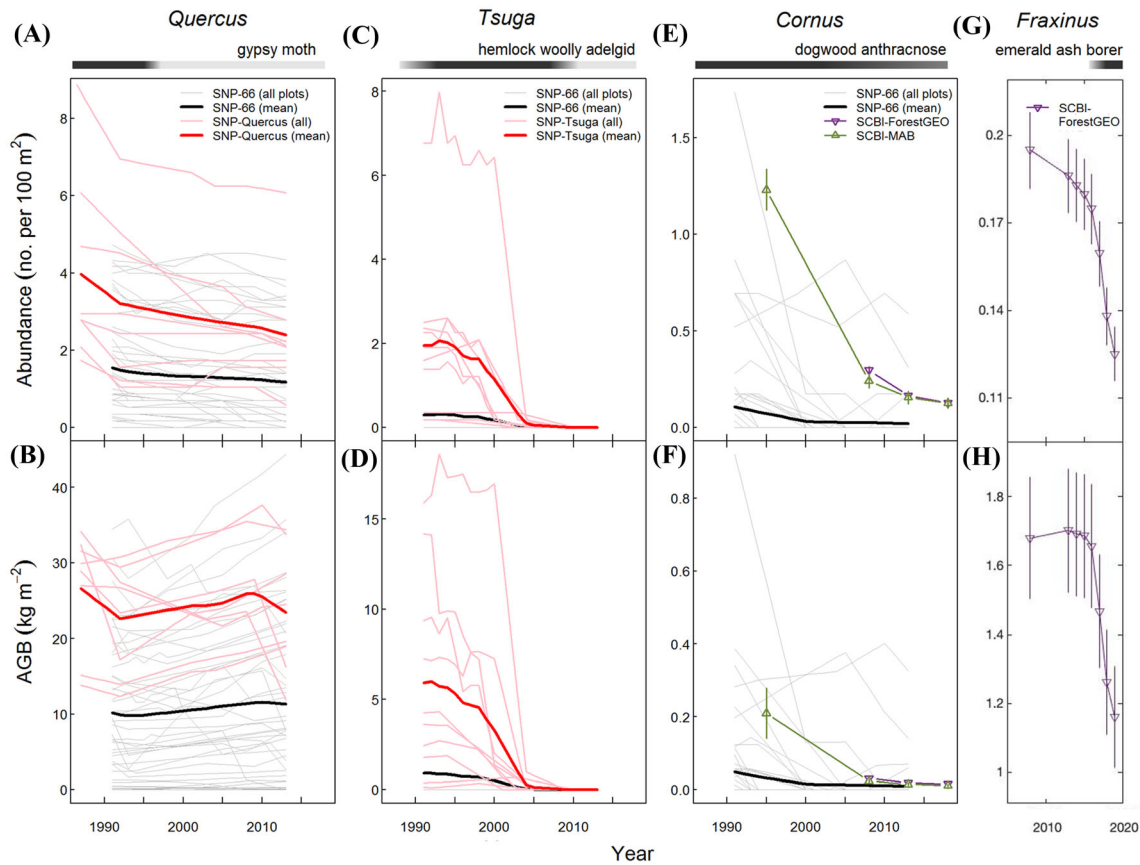 Quercus
Tsuga
Cornus
Fraxinus
(A)
(C)
(E)
(G)
gypsy moth
hemlock woolly adelgid
dogwood anthracnose
emerald ash borer
SNP-66 (all plots)
SNP-66 (mean)
SNP-Quercus (all)
SNP-Quercus (mean)
SNP-66 (all plots)
SNP-66 (mean)
SNP-Tsuga (all)
SNP-Tsuga (mean)
SNP-66 (all plots)
SNP-66 (mean)
SCBI-ForestGEO
SCBI-MAB
SCBI-
ForestGEO
Abundance (no. per 100 m²)
8
6
4
2
0
8
6
4
2
0
1.5
1.0
0.5
0.0
0.2
0.17
0.14
0.11
(B)
(D)
(F)
(H)
AGB (kg m⁻²)
40
30
20
10
0
15
10
5
0
0.8
0.6
0.4
0.2
0.0
1.8
1.6
1.4
1.2
1
1990
2000
2010
1990
2000
2010
1990
2000
2010
2010
2020
Year